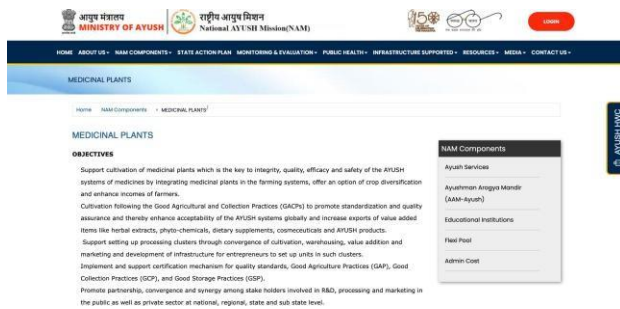 आयुष मंत्रालय
MINISTRY OF AYUSH
राष्ट्रीय आयुष मिशन
National AYUSH Mission(NAM)
LOGIN
HOME ABOUT US NAM COMPONENTS STATE ACTION PLAN MONITORING & EVALUATION PUBLIC HEALTH INFRASTRUCTURE SUPPORTED RESOURCES MEDIA CONTACT US
MEDICINAL PLANTS
Home NAM Components MEDICINAL PLANTS
AYUSH HWC
MEDICINAL PLANTS
OBJECTIVES
Support cultivation of medicinal plants which is the key to integrity, quality, efficacy and safety of the AYUSH
systems of medicines by integrating medicinal plants in the farming systems, offer an option of crop diversification
and enhance incomes of farmers.
Cultivation following the Good Agricultural and Collection Practices (GACPs) to promote standardization and quality
assurance and thereby enhance acceptability of the AYUSH systems globally and increase exports of value added
items like herbal extracts, phyto-chemicals, dietary supplements, cosmeceuticals and AYUSH products.
Support setting up processing clusters through convergence of cultivation, warehousing, value addition and
marketing and development of infrastructure for entrepreneurs to set up units in such clusters.
Implement and support certification mechanism for quality standards, Good Agriculture Practices (GAP), Good
Collection Practices (GCP), and Good Storage Practices (GSP).
Promote partnership, convergence and synergy among stake holders involved in R&D, processing and marketing in
the public as well as private sector at national, regional, state and sub state level.
NAM Components
Ayush Services
Ayushman Arogya Mandir
(AAM-Ayush)
Educational Institutions
Flexi Pool
Admin Cost